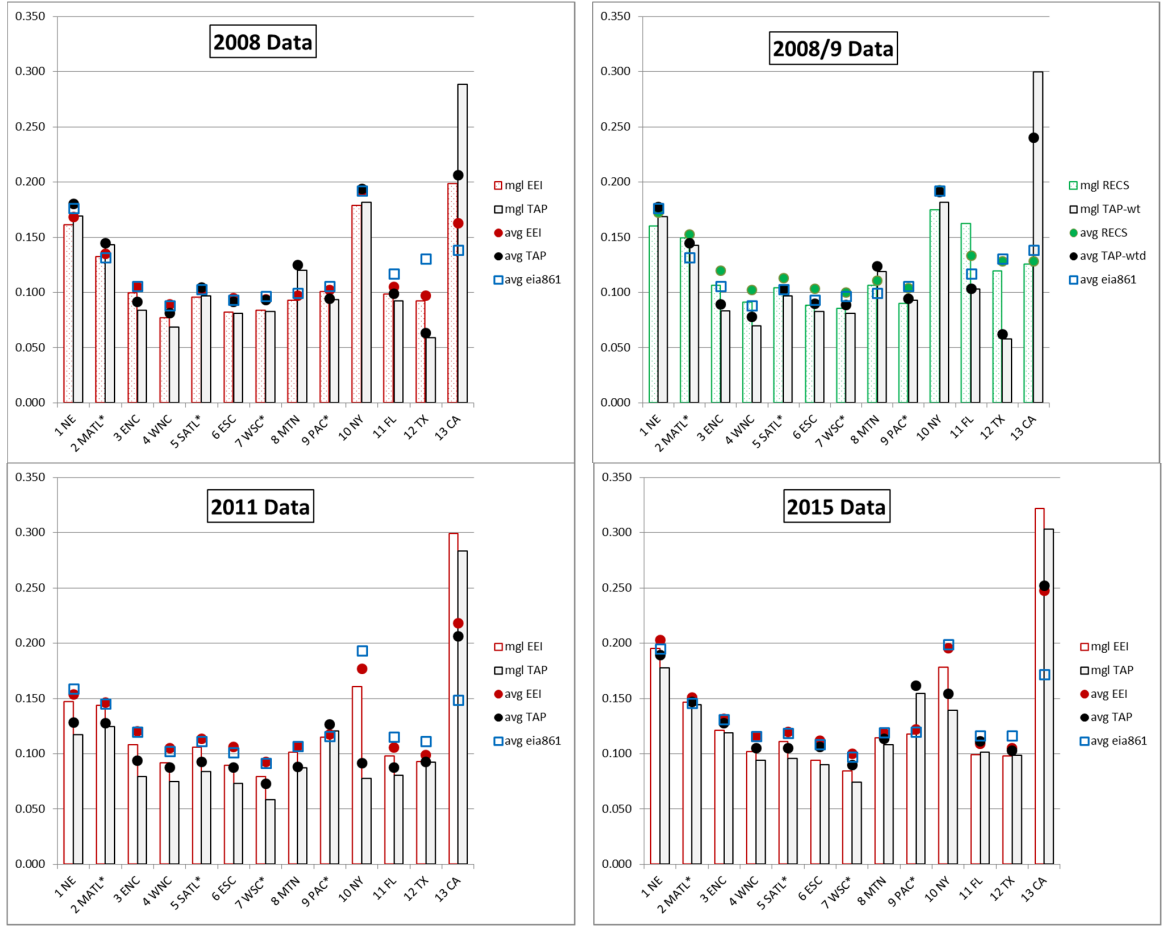 2008 Data
0.350
0.300
0.250
0.200
0.150
0.100
0.050
0.000
1 NE
2 MATL*
3 ENC
4 WNC
5 SATL*
6 ESC
7 WSC*
8 MTN
9 PAC*
10 NY
11 FL
12 TX
13 CA
mgl EEI
mgl TAP
avg EEI
avg TAP
avg eia861
2008/9 Data
0.350
0.300
0.250
0.200
0.150
0.100
0.050
0.000
1 NE
2 MATL*
3 ENC
4 WNC
5 SATL*
6 ESC
7 WSC*
8 MTN
9 PAC*
10 NY
11 FL
12 TX
13 CA
mgl RECS
mgl TAP-wt
avg RECS
avg TAP-wtd
avg eia861
2011 Data
0.350
0.300
0.250
0.200
0.150
0.100
0.050
0.000
1 NE
2 MATL*
3 ENC
4 WNC
5 SATL*
6 ESC
7 WSC*
8 MTN
9 PAC*
10 NY
11 FL
12 TX
13 CA
mgl EEI
mgl TAP
avg EEI
avg TAP
avg eia861
2015 Data
0.350
0.300
0.250
0.200
0.150
0.100
0.050
0.000
1 NE
2 MATL*
3 ENC
4 WNC
5 SATL*
6 ESC
7 WSC*
8 MTN
9 PAC*
10 NY
11 FL
12 TX
13 CA
mgl EEI
mgl TAP
avg EEI
avg TAP
avg eia861